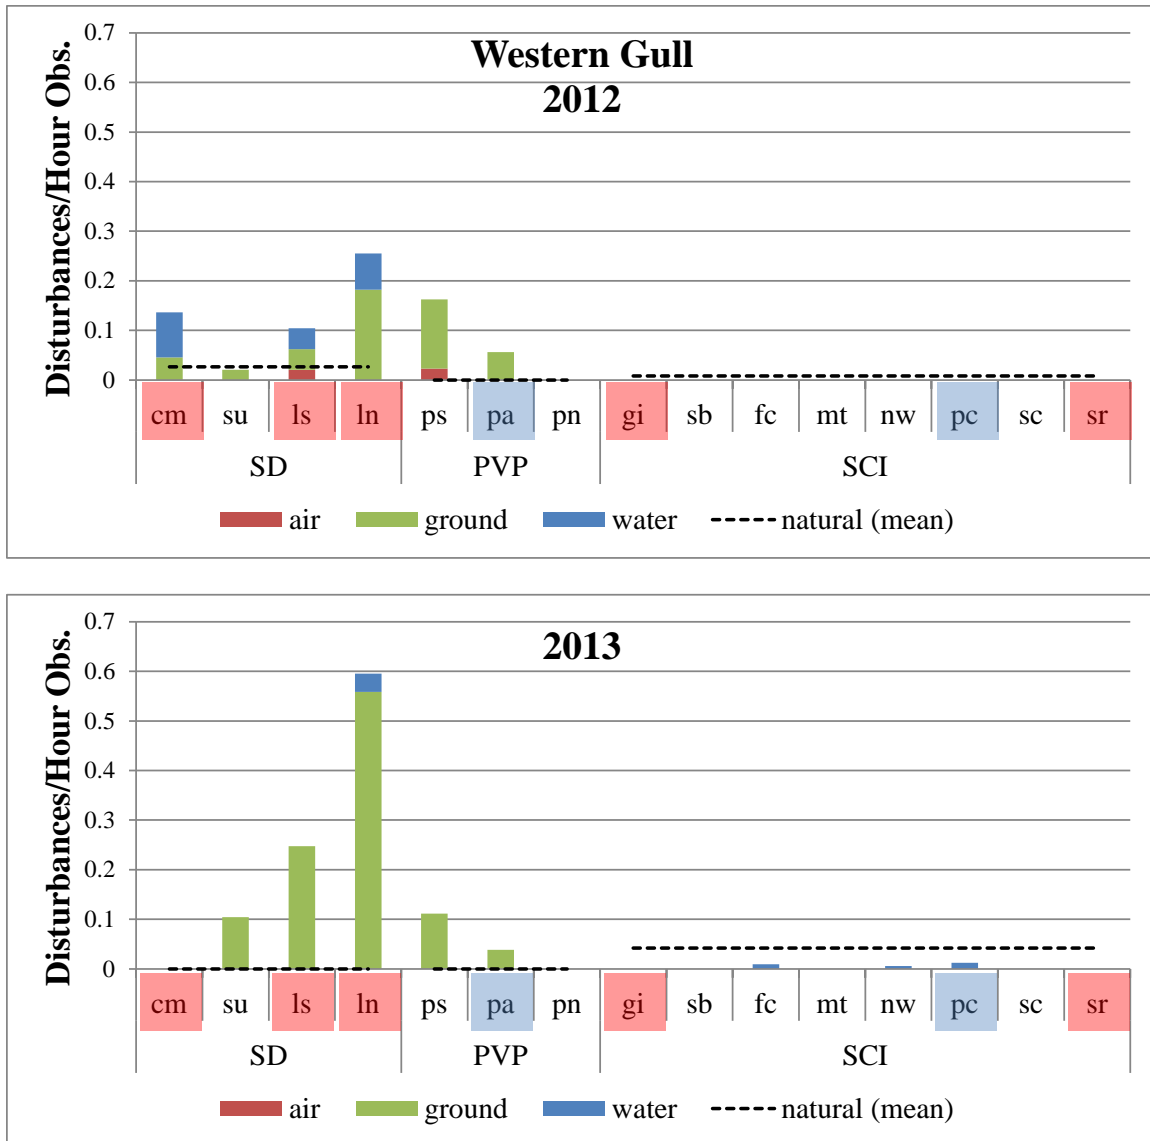 Western Gull
2012
Disturbances/Hour Obs.
0.7
0.6
0.5
0.4
0.3
0.2
0.1
0
cm su ls ln ps pa pn gi sb fc mt nw pc sc sr
SD PVP SCI
air ground water natural (mean)
2013
Disturbances/Hour Obs.
0.7
0.6
0.5
0.4
0.3
0.2
0.1
0
cm su ls ln ps pa pn gi sb fc mt nw pc sc sr
SD PVP SCI
air ground water natural (mean)